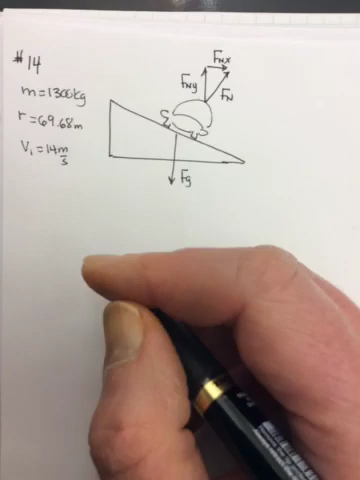 #14
m=1300kg
r=69.68m
V₁=14m/s
FNx
FNy
FN
Fg